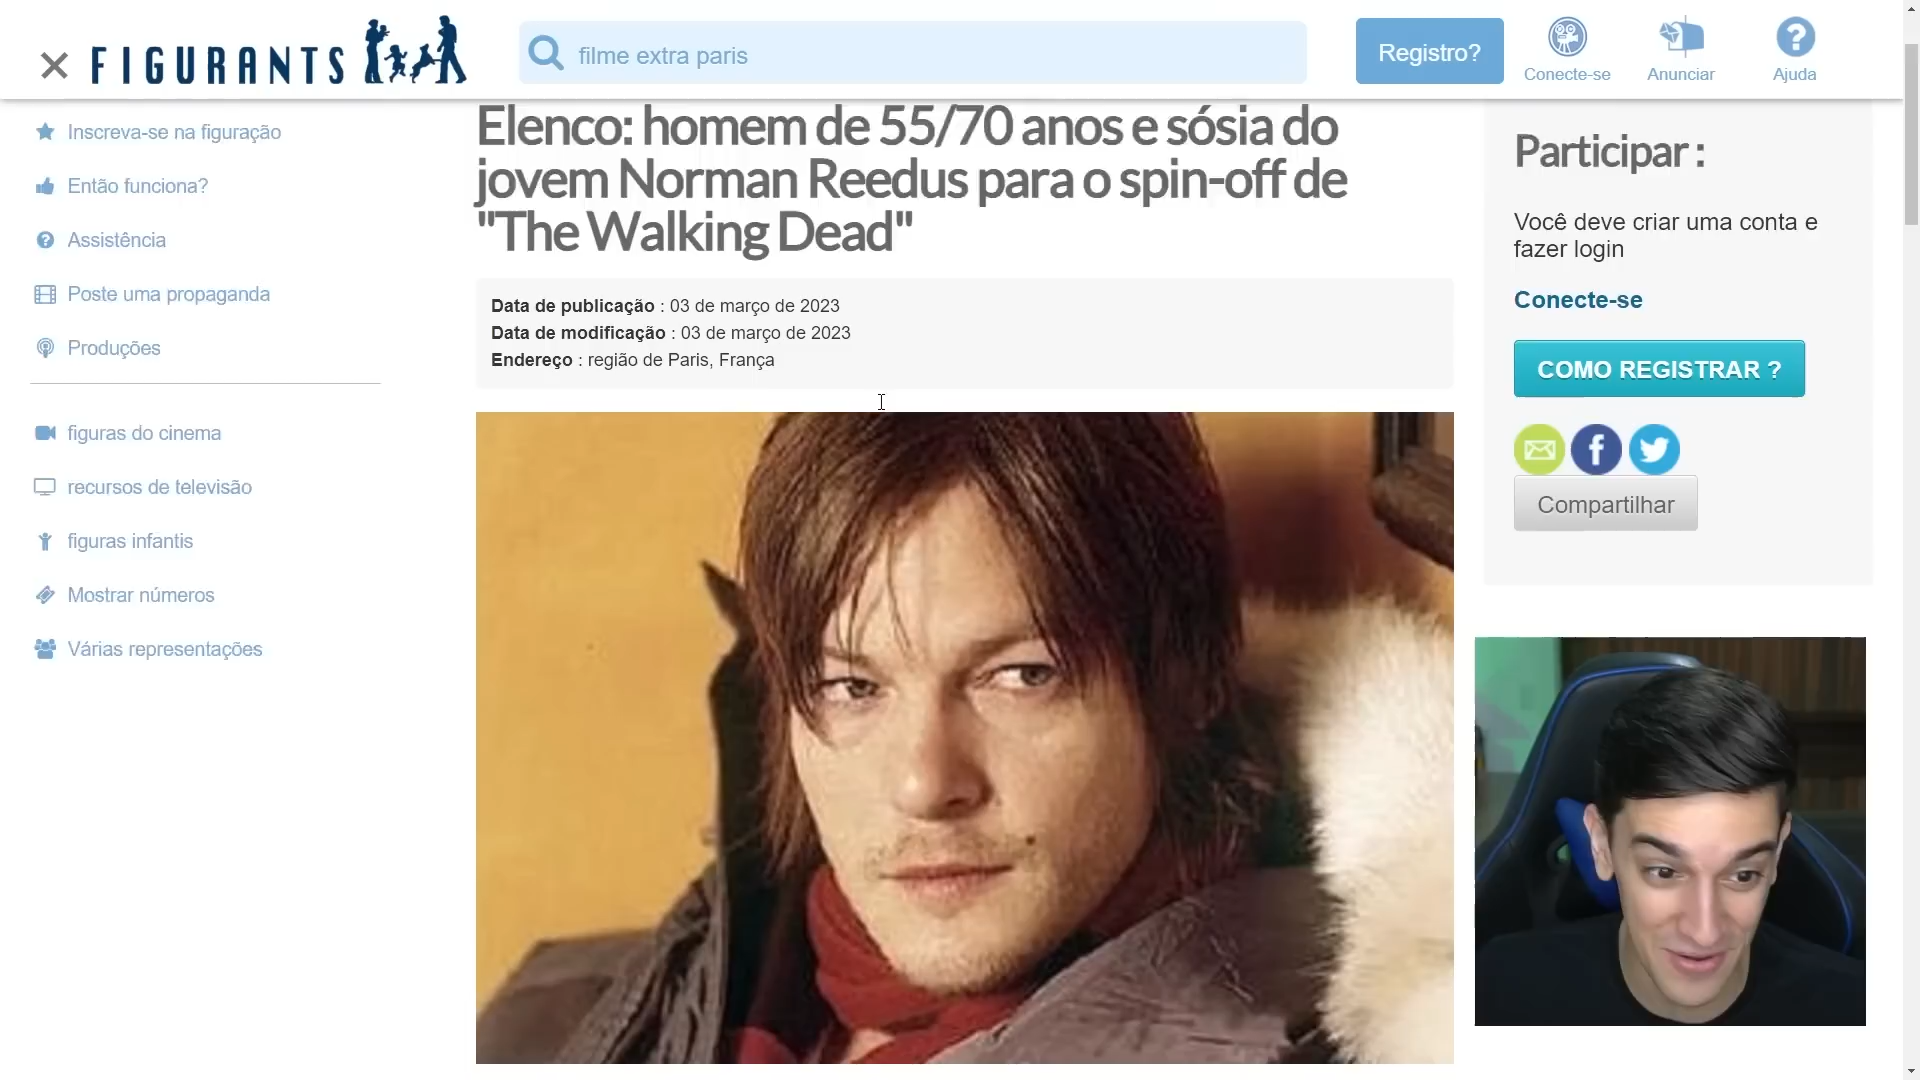 FIGURANTS
filme extra paris
Registro?
Conecte-se
Anunciar
Ajuda
Inscreva-se na figuração
Então funciona?
Assistência
Poste uma propaganda
Produções
figuras do cinema
recursos de televisão
figuras infantis
Mostrar números
Várias representações
Elenco: homem de 55/70 anos e sósia do
jovem Norman Reedus para o spin-off de
"The Walking Dead"
Data de publicação : 03 de março de 2023
Data de modificação : 03 de março de 2023
Endereço : região de Paris, França
Participar :
Você deve criar uma conta e
fazer login
Conecte-se
COMO REGISTRAR ?
Compartilhar